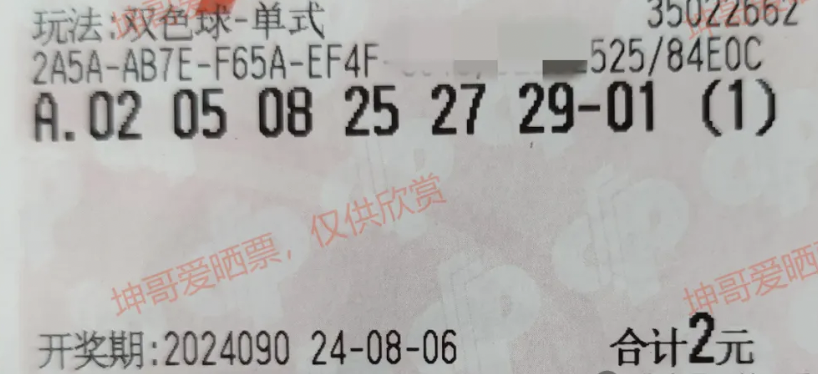 玩法:双色球-单式 35022662
2A5A-AB7E-F65A-EF4F- 525/84E0C
A.02 05 08 25 27 29-01 (1)
坤哥爱晒票，仅供欣赏
坤哥爱晒
开奖期:2024090 24-08-06 合计2元